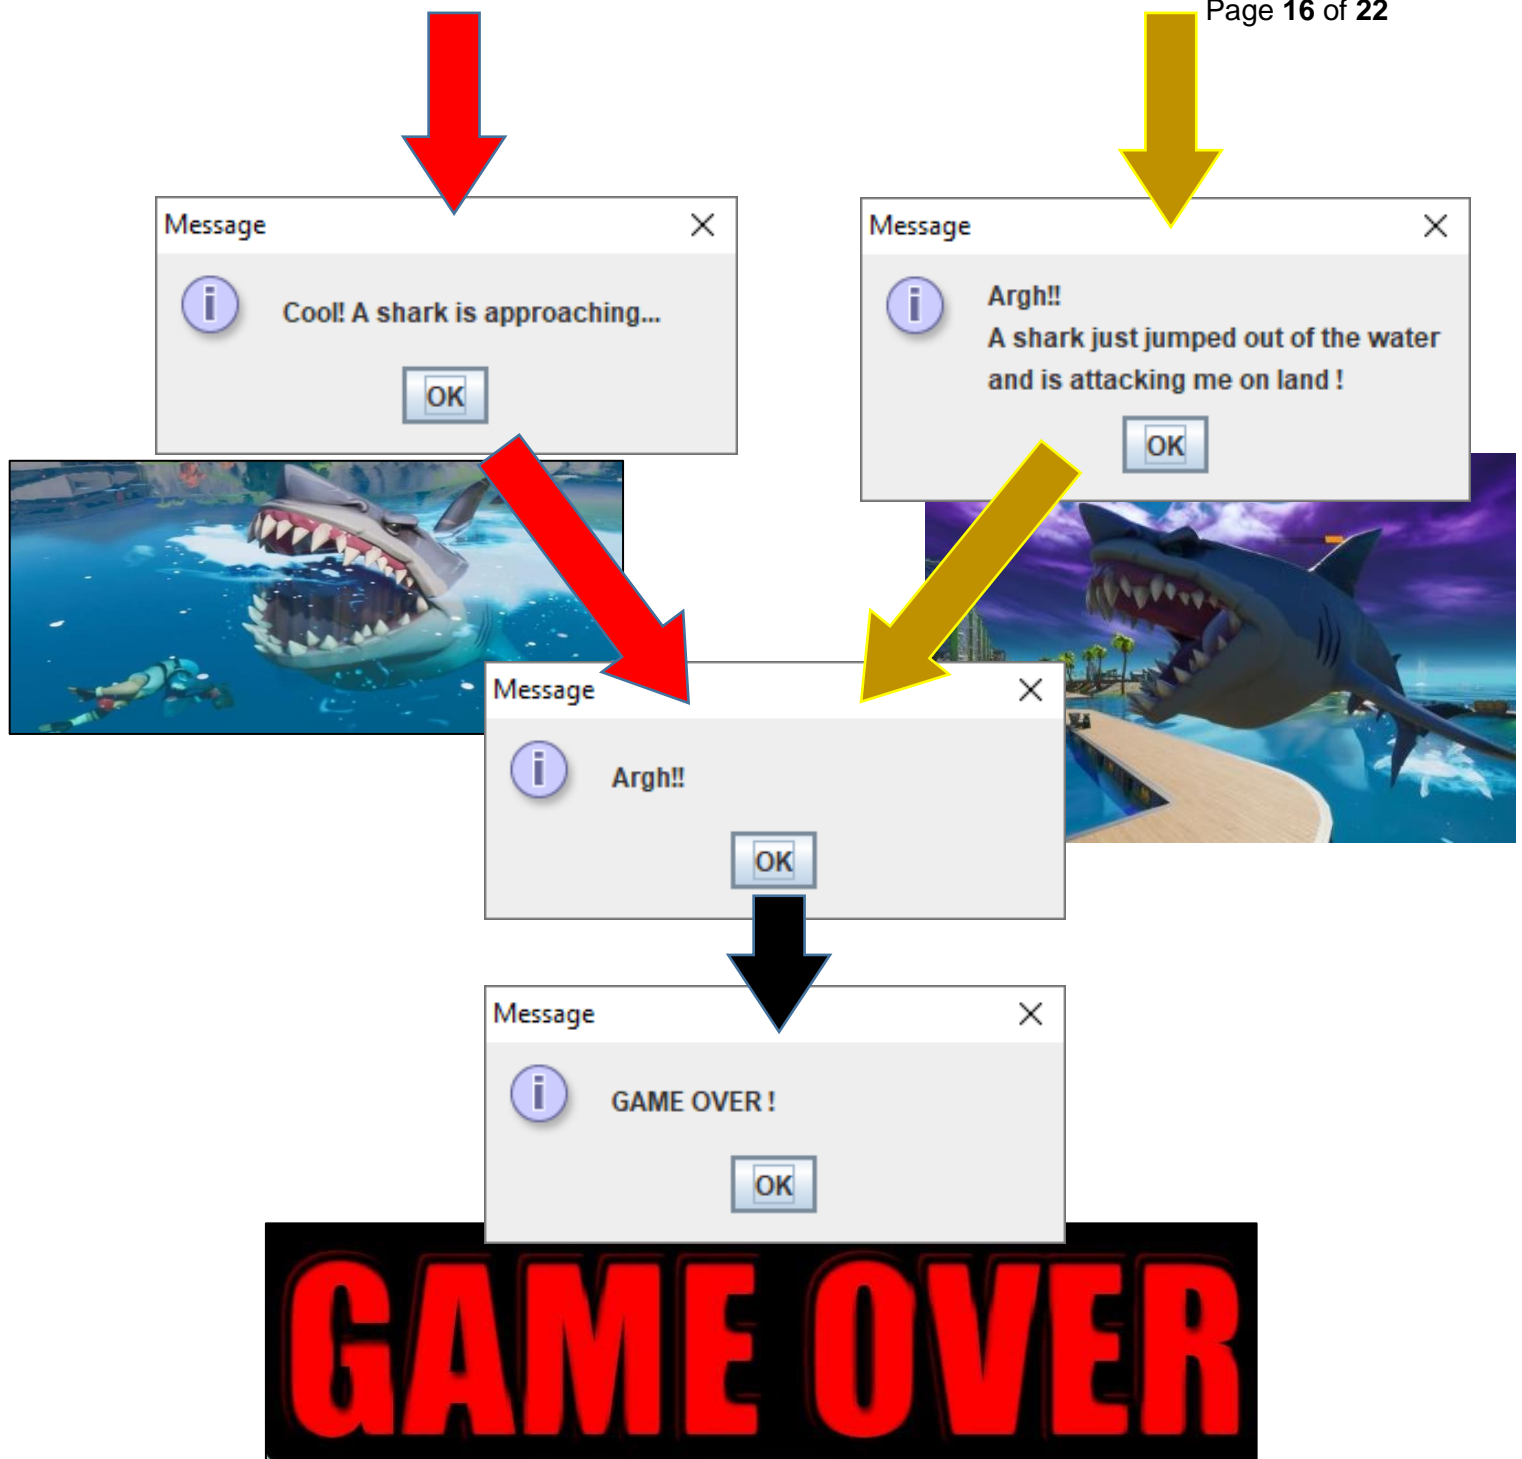 Page 16 of 22
Message
Cool! A shark is approaching...
OK
Message
Argh!!
A shark just jumped out of the water
and is attacking me on land !
OK
Message
Argh!!
OK
Message
GAME OVER !
OK
GAME OVER